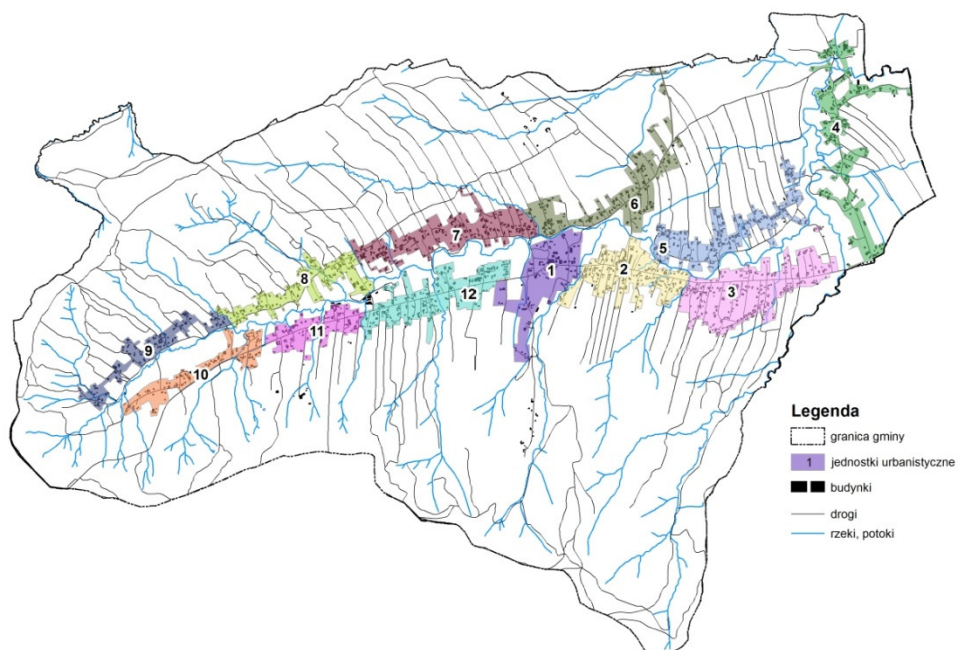 4
6
7
5
1
2
12
8
3
11
9
10
Legenda
granica gminy
1 jednostki urbanistyczne
budynki
drogi
rzeki, potoki